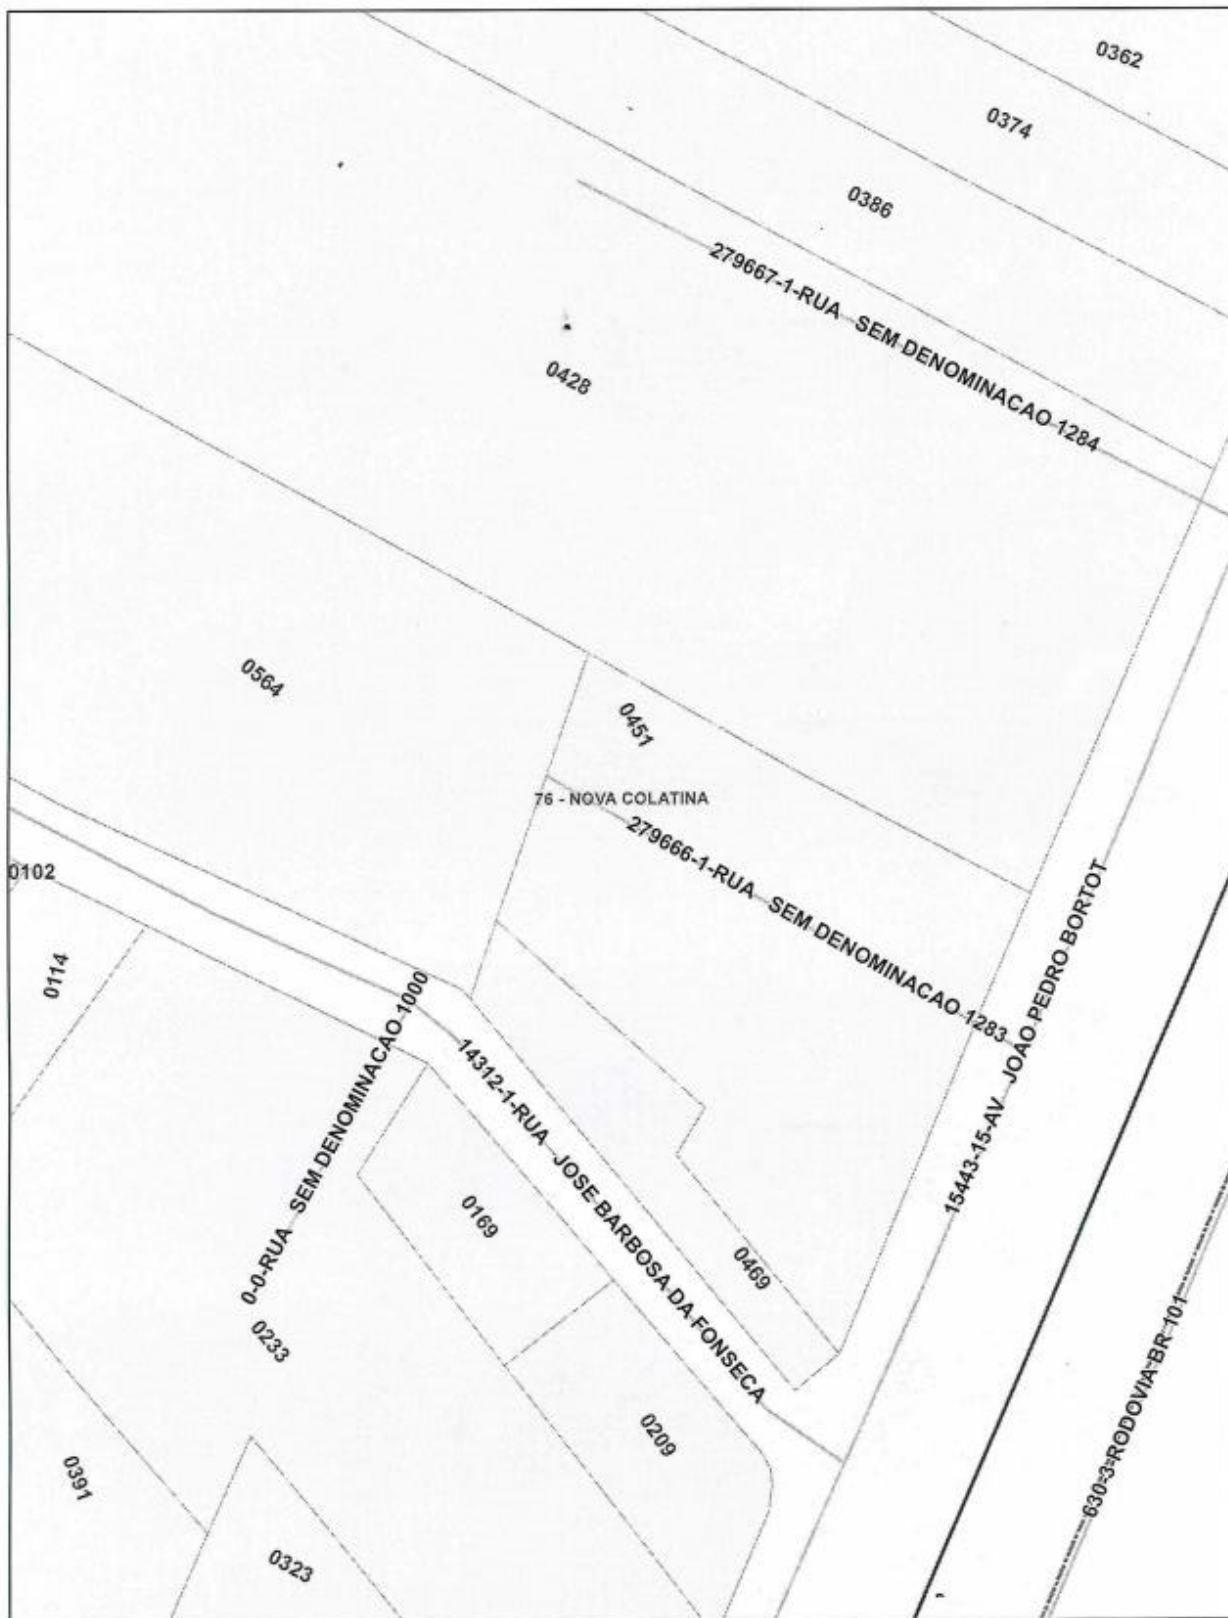 0362
0374
0386
279667-1-RUA SEM DENOMINACAO 1284
0428
0564
0451
76 - NOVA COLATINA
279666-1-RUA SEM DENOMINACAO 1283
0102
15443-15-AV JOAO PEDRO BORTOT
0114
0-0-RUA SEM DENOMINACAO 1000
14312-1-RUA JOSE BARBOSA DA FONSECA
0169
0469
0233
630-3-RODOVIA BR 101
0209
0391
0323